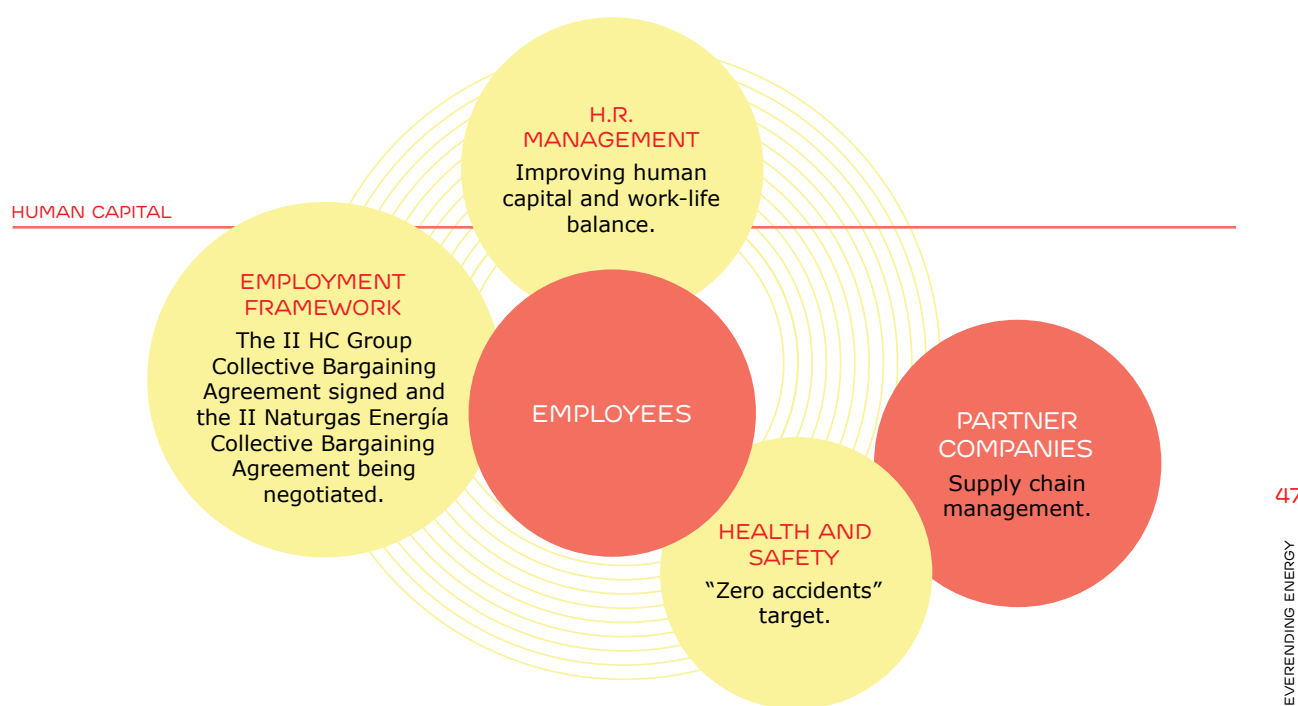 H.R.
MANAGEMENT
Improving human
capital and work-life
balance.
HUMAN CAPITAL
EMPLOYMENT
FRAMEWORK
The II HC Group
Collective Bargaining
Agreement signed and
the II Naturgas Energía
Collective Bargaining
Agreement being
negotiated.
EMPLOYEES
PARTNER
COMPANIES
Supply chain
management.
HEALTH AND
SAFETY
“Zero accidents”
target.
47
EVERENDING ENERGY